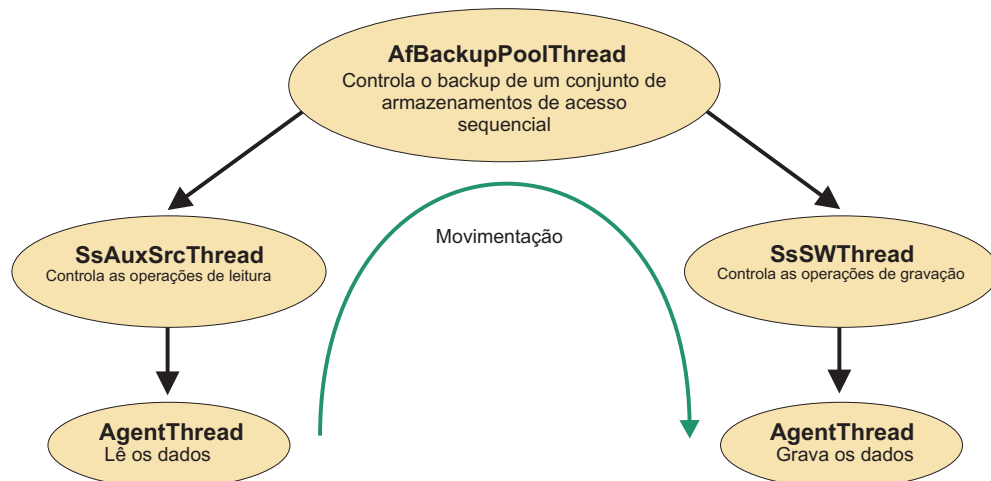 AfBackupPoolThread
Controla o backup de um conjunto de
armazenamentos de acesso
sequencial
Movimentação
SsAuxSrcThread
Controla as operações de leitura
SsSWThread
Controla as operações de gravação
AgentThread
Lê os dados
AgentThread
Grava os dados